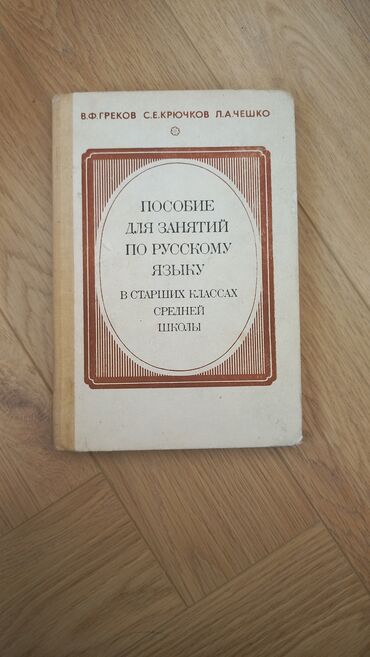 В.Ф.ГРЕКОВ С.Е.КРЮЧКОВ Л.А.ЧЕШКО
ПОСОБИЕ
ДЛЯ ЗАНЯТИЙ
ПО РУССКОМУ
ЯЗЫКУ
В СТАРШИХ КЛАССАХ
СРЕДНЕЙ
ШКОЛЫ